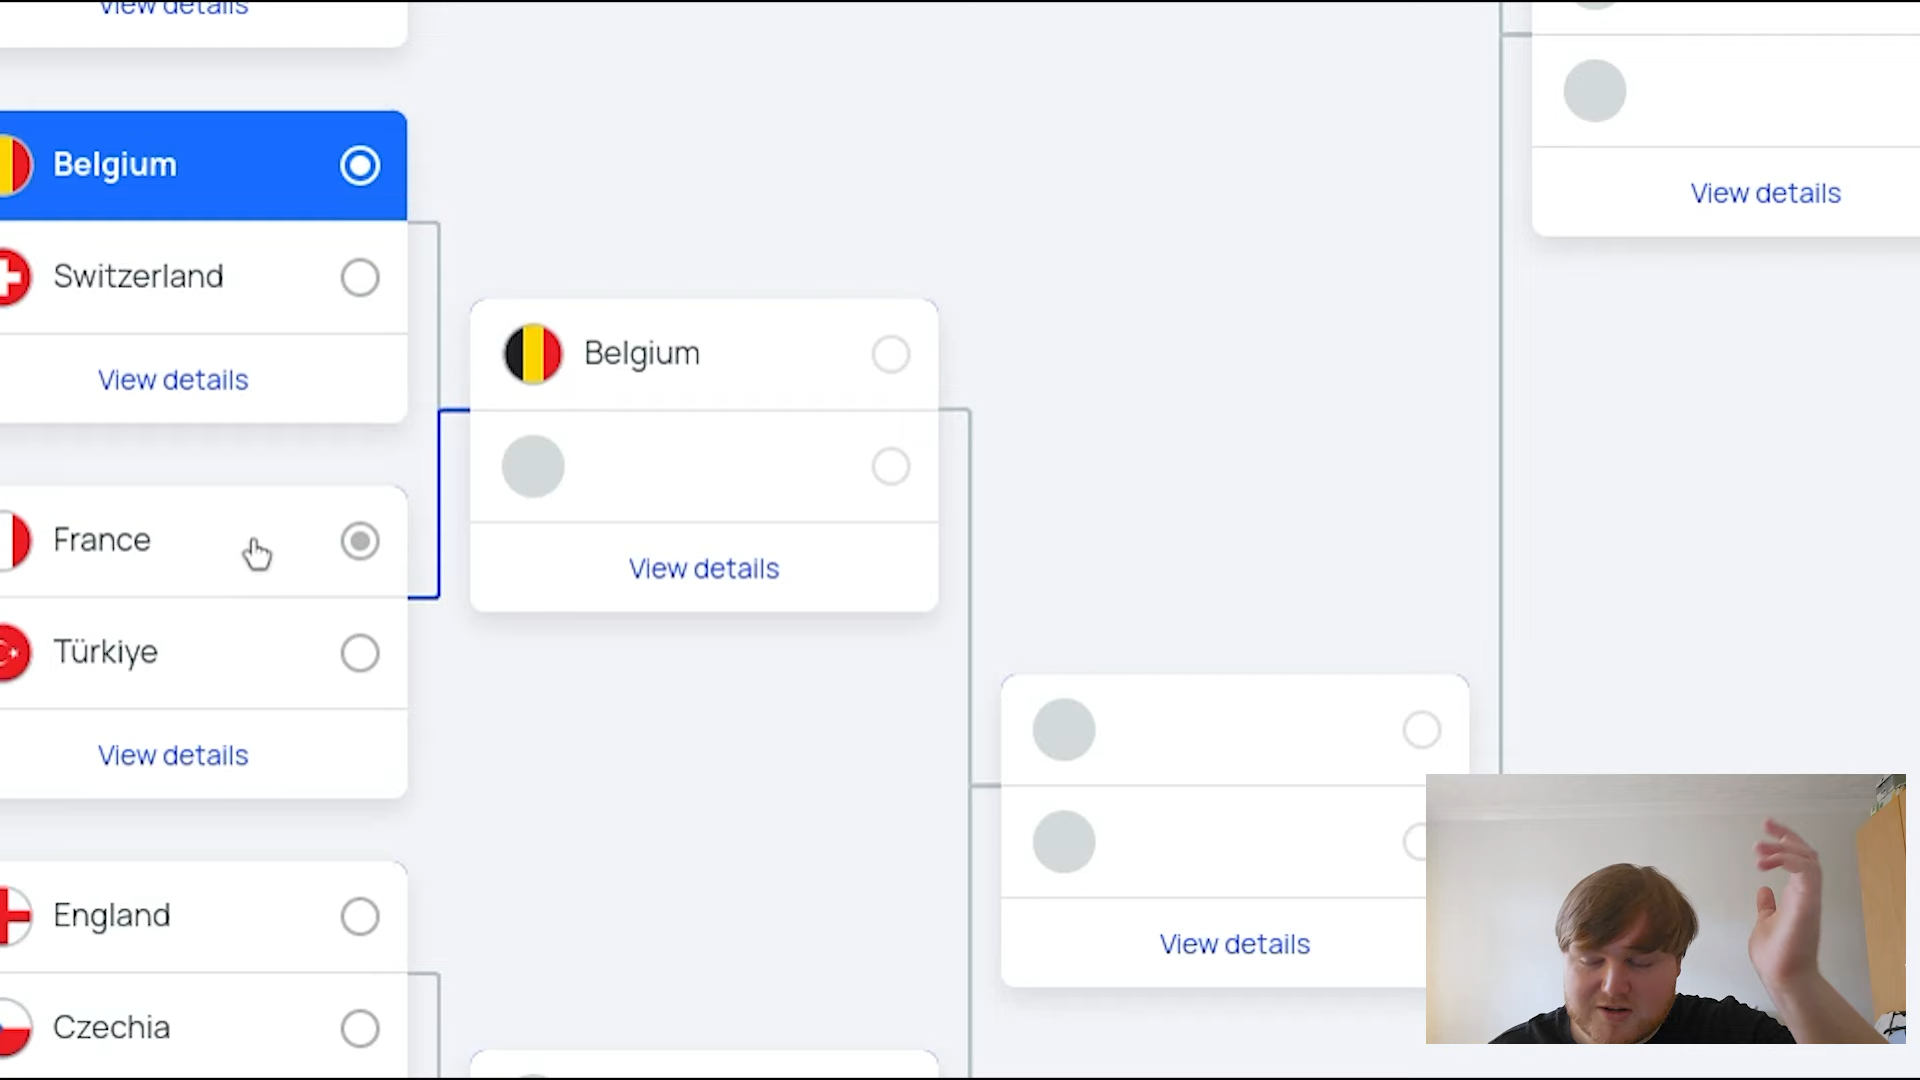 View details
Belgium
Switzerland
View details
France
Türkiye
View details
England
Czechia
Belgium
View details
View details
View details